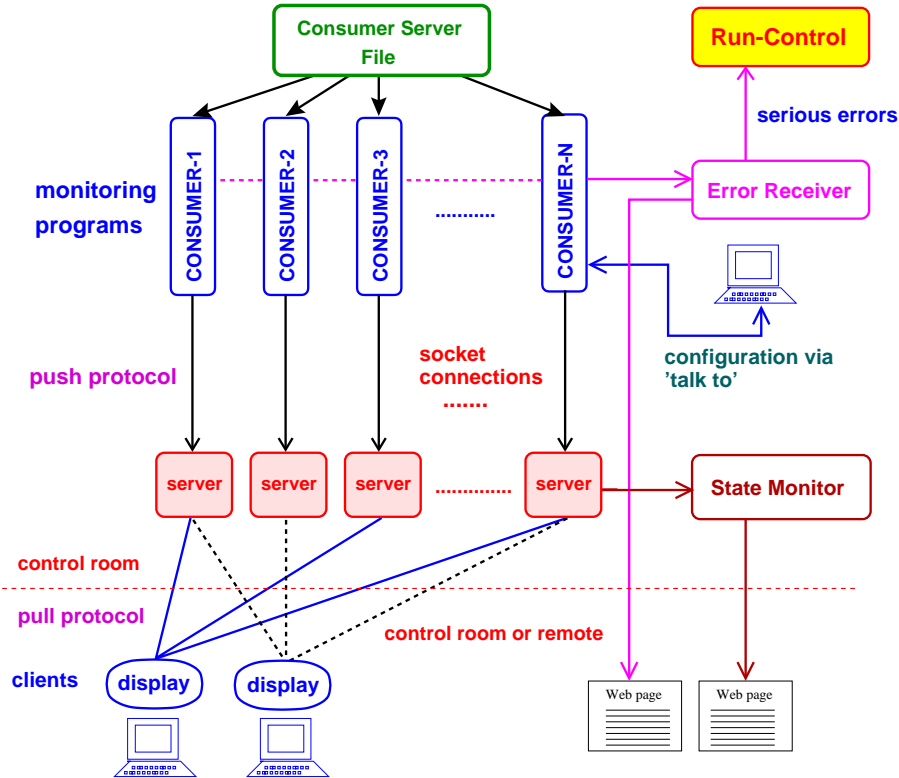 Consumer Server
File
Run-Control
serious errors
CONSUMER-1
CONSUMER-2
CONSUMER-3
CONSUMER-N
monitoring
programs
...........
Error Receiver
push protocol
socket
connections
.......
configuration via
’talk to’
server
server
server
..............
server
State Monitor
control room
pull protocol
control room or remote
clients
display
display
Web page
Web page